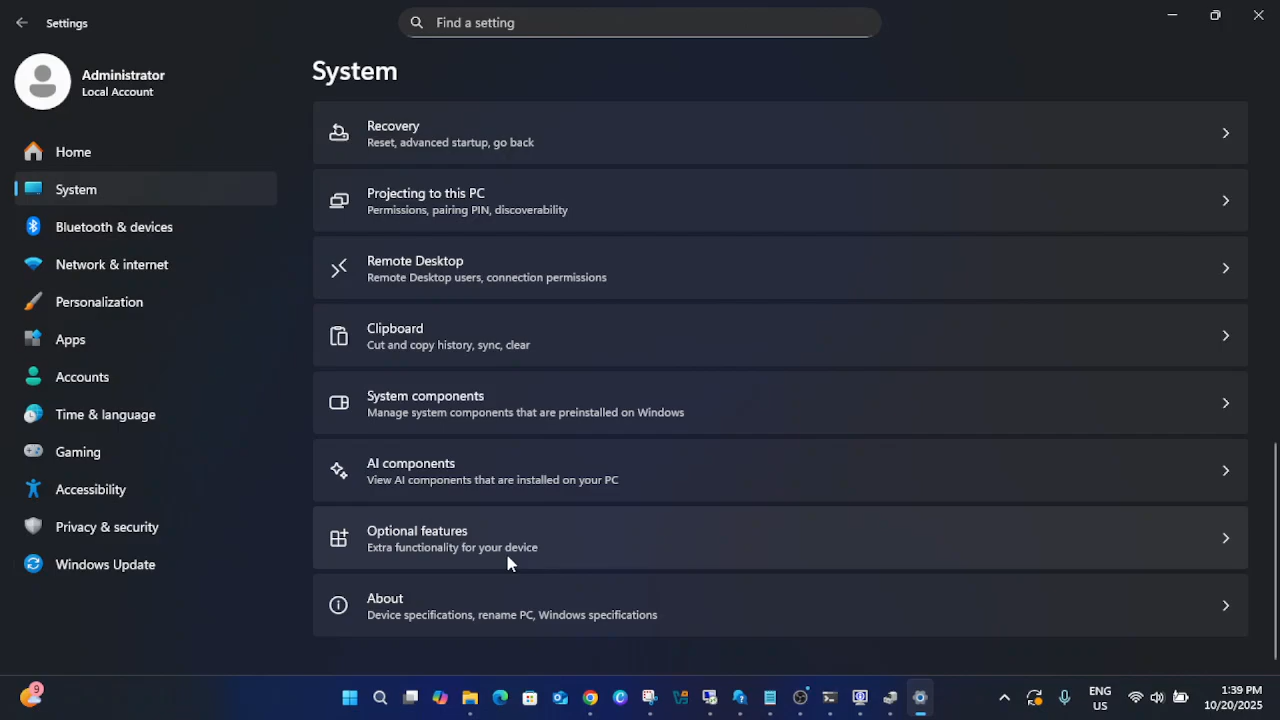 Settings
Find a setting
Administrator
Local Account
Home
System
Bluetooth & devices
Network & internet
Personalization
Apps
Accounts
Time & language
Gaming
Accessibility
Privacy & security
Windows Update
System
Recovery
Reset, advanced startup, go back
Projecting to this PC
Permissions, pairing PIN, discoverability
Remote Desktop
Remote Desktop users, connection permissions
Clipboard
Cut and copy history, sync, clear
System components
Manage system components that are preinstalled on Windows
AI components
View AI components that are installed on your PC
Optional features
Extra functionality for your device
About
Device specifications, rename PC, Windows specifications
9
ENG
US
1:39 PM
10/20/2025